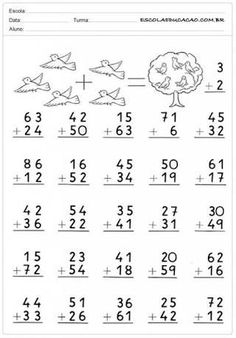 Escola:
Data: Turma: ESCOLAEDUCACAO.COM.BR
Aluno:
+ = 3
+ 2
63 42 15 71 45
+ 24 + 50 + 63 + 6 + 32
86 16 45 50 61
+ 12 + 52 + 34 + 19 + 17
42 54 35 27 30
+ 36 + 22 + 41 + 31 + 49
15 23 41 20 62
+ 72 + 54 + 18 + 59 + 16
44 51 36 25 72
+ 33 + 26 + 61 + 42 + 12